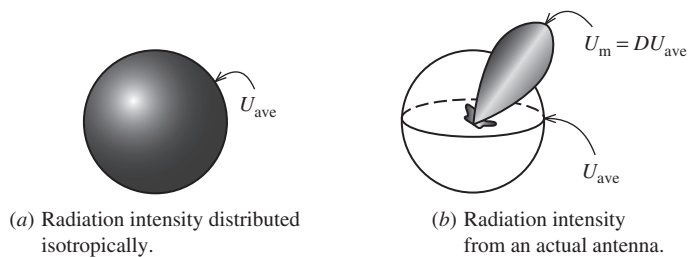 U_ave
(a) Radiation intensity distributed
isotropically.
U_m = DU_ave
U_ave
(b) Radiation intensity
from an actual antenna.